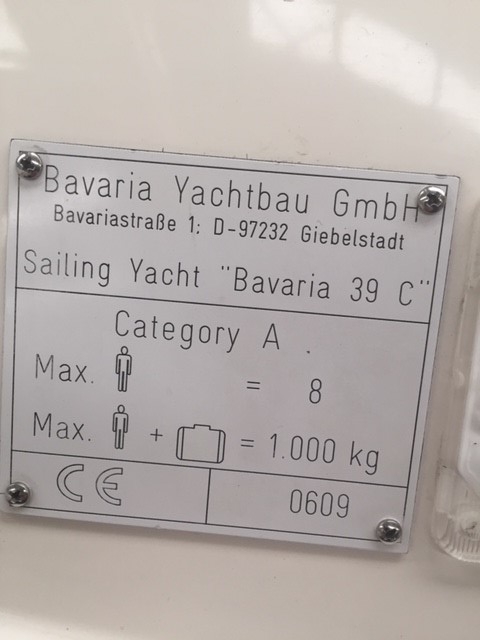 Bavaria Yachtbau GmbH
Bavariastraße 1; D-97232 Giebelstadt
Sailing Yacht "Bavaria 39 C"
Category A .
Max. = 8
Max. + = 1.000 kg
CE 0609